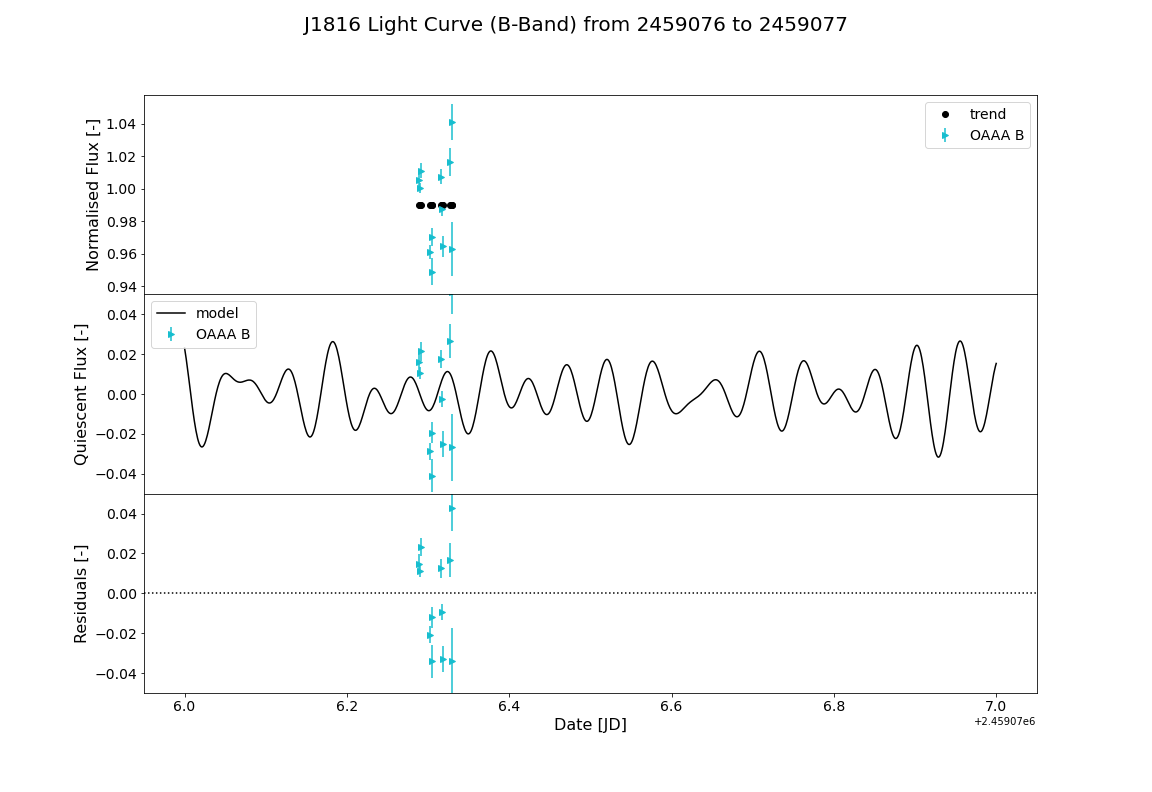 J1816 Light Curve (B-Band) from 2459076 to 2459077
Normalised Flux [-]
1.04
1.02
1.00
0.98
0.96
0.94
trend
OAAA B
Quiescent Flux [-]
0.04
0.02
0.00
−0.02
−0.04
model
OAAA B
Residuals [-]
0.04
0.02
0.00
−0.02
−0.04
6.0 6.2 6.4 6.6 6.8 7.0
Date [JD]
+2.45907e6